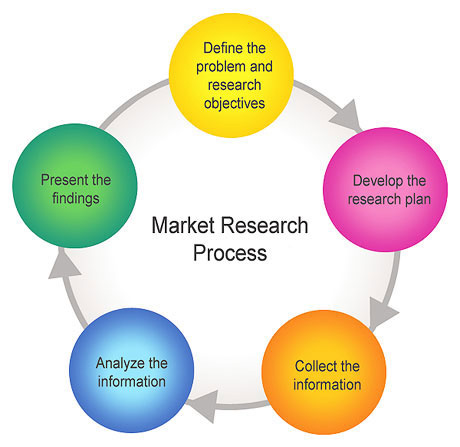 Define the
problem and
research
objectives
Develop the
research plan
Collect the
information
Analyze the
information
Present the
findings
Market Research
Process